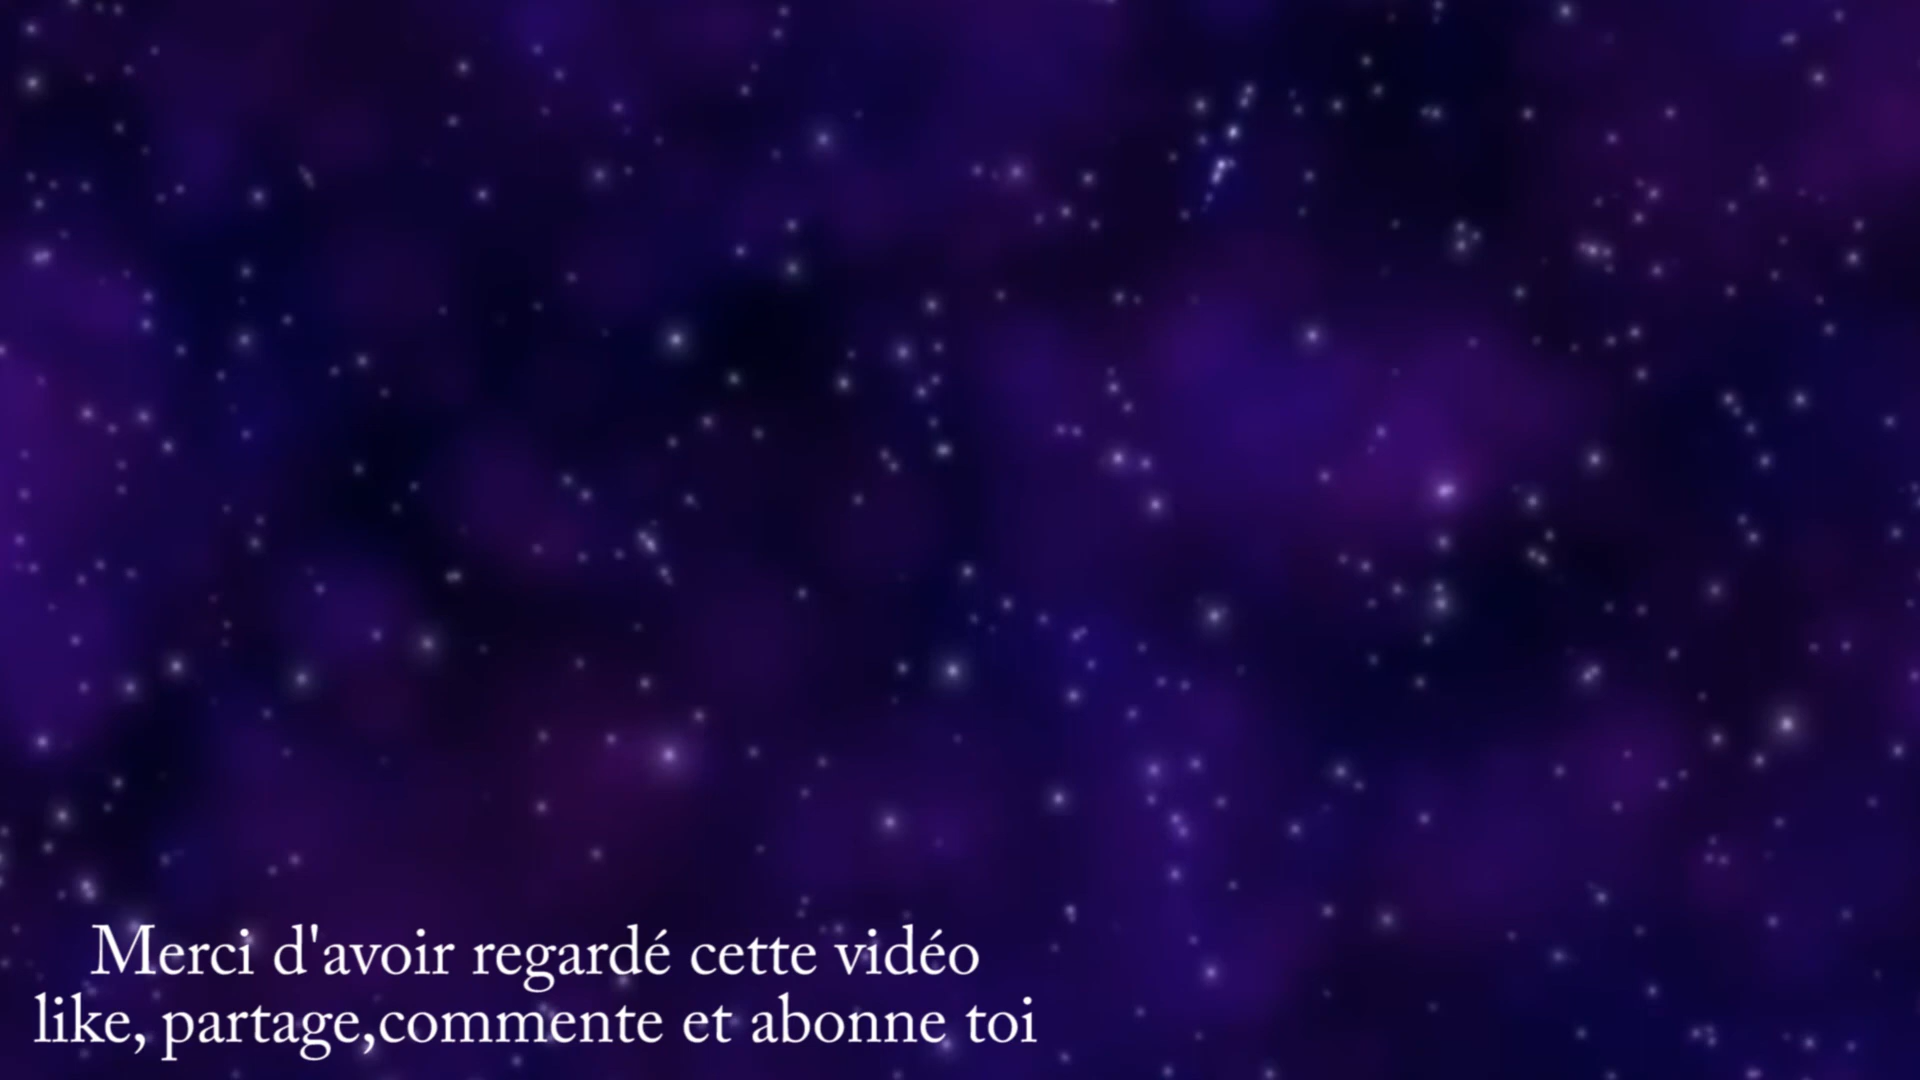 Merci d'avoir regardé cette vidéo
like, partage,commente et abonne toi